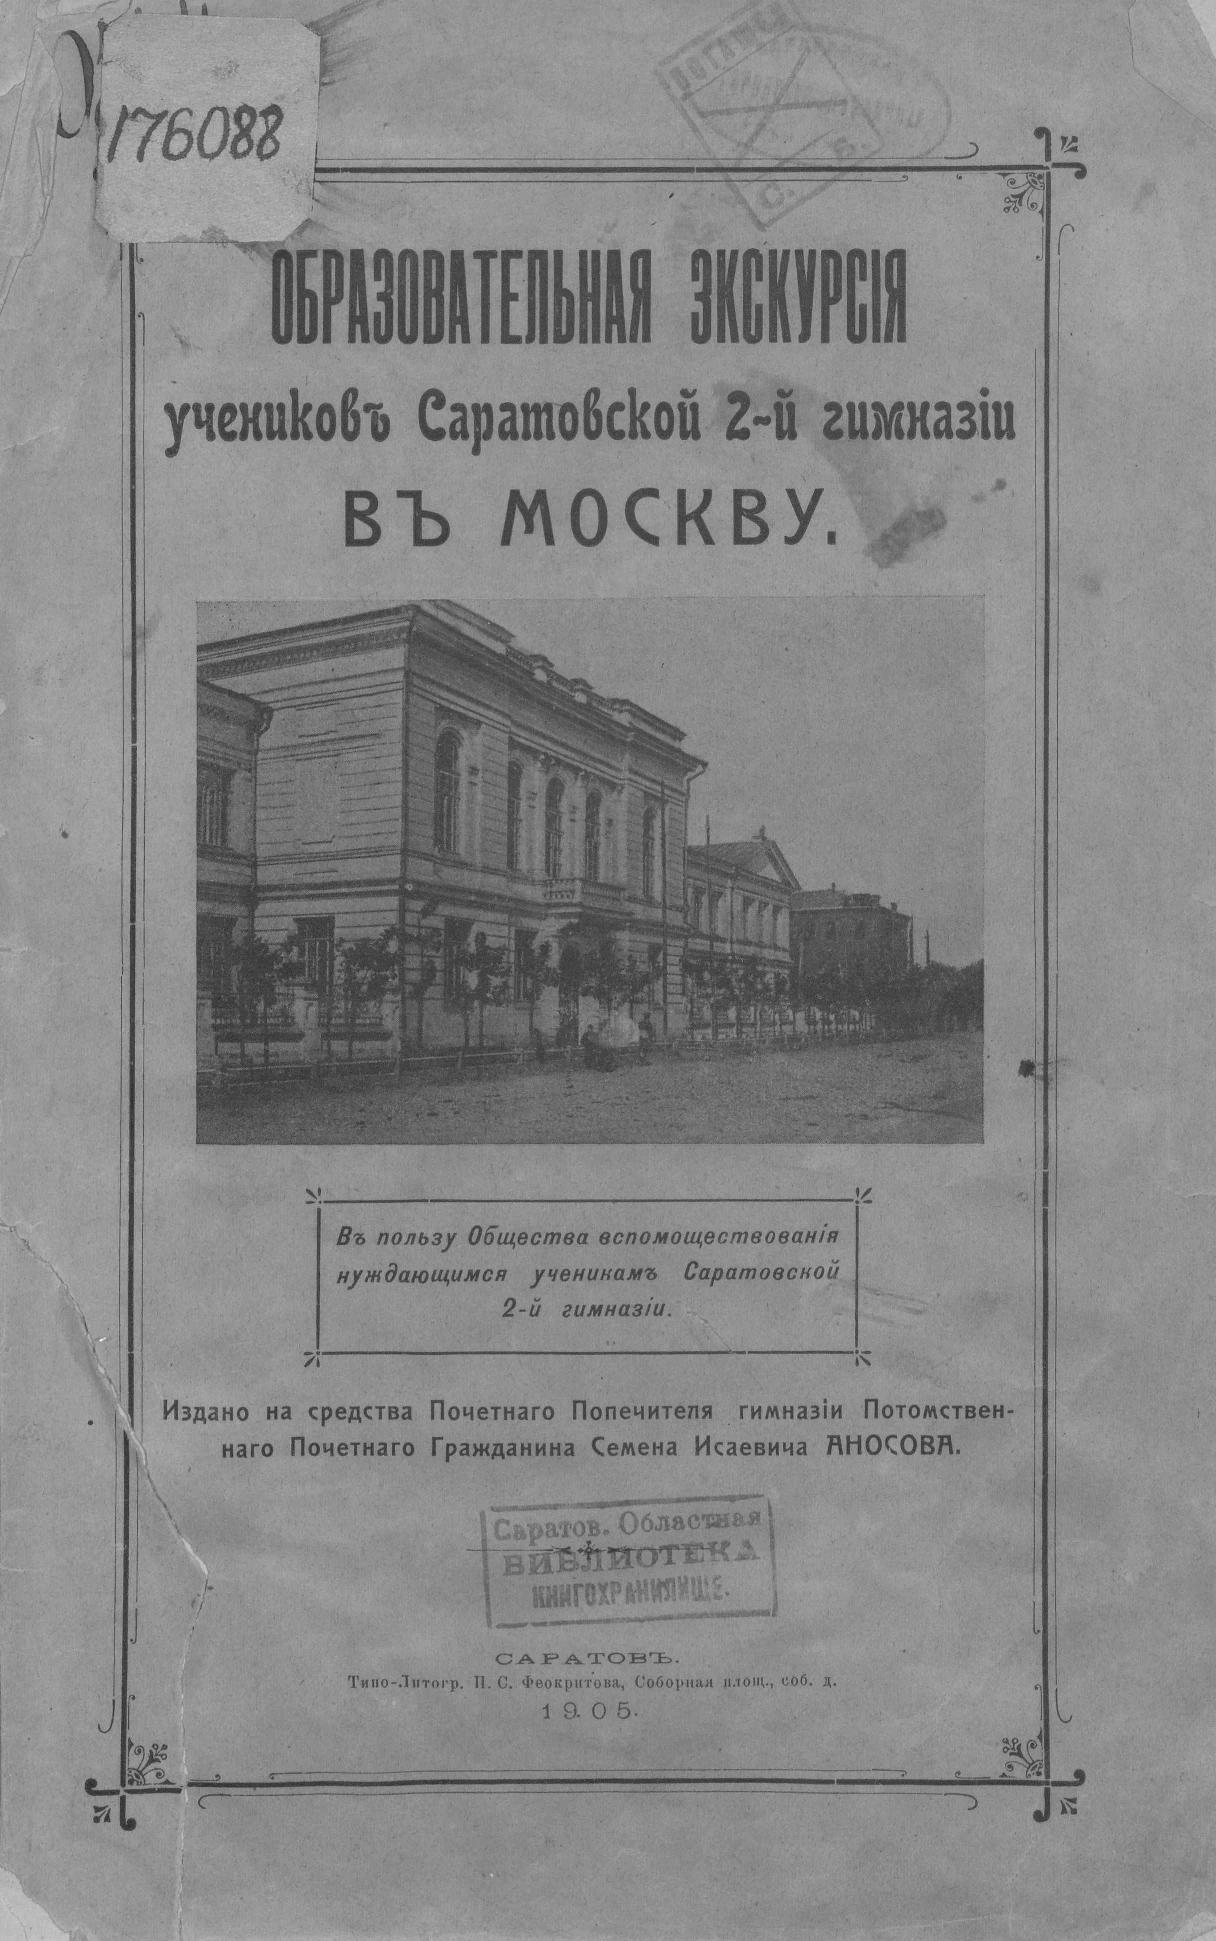 176088
ПОГАШЕНО
С. Б.
ОБРАЗОВАТЕЛЬНАЯ ЭКСКУРСІЯ
учениковъ Саратовской 2-й гимназіи
ВЪ МОСКВУ.
Въ пользу Общества вспомоществованія
нуждающимся ученикамъ Саратовской
2-й гимназіи.
Издано на средства Почетнаго Попечителя гимназіи Потомствен-
наго Почетнаго Гражданина Семена Исаевича АНОСОВА.
Саратов. Областная
БИБЛИОТЕКА
КНИГОХРАНИЛИЩЕ.
САРАТОВЪ.
Типо-Литогр. П. С. Феокритова, Соборная площ., соб. д.
1905.